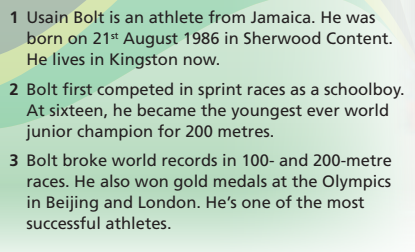 1 Usain Bolt is an athlete from Jamaica. He was
born on 21st August 1986 in Sherwood Content.
He lives in Kingston now.
2 Bolt first competed in sprint races as a schoolboy.
At sixteen, he became the youngest ever world
junior champion for 200 metres.
3 Bolt broke world records in 100- and 200-metre
races. He also won gold medals at the Olympics
in Beijing and London. He's one of the most
successful athletes.